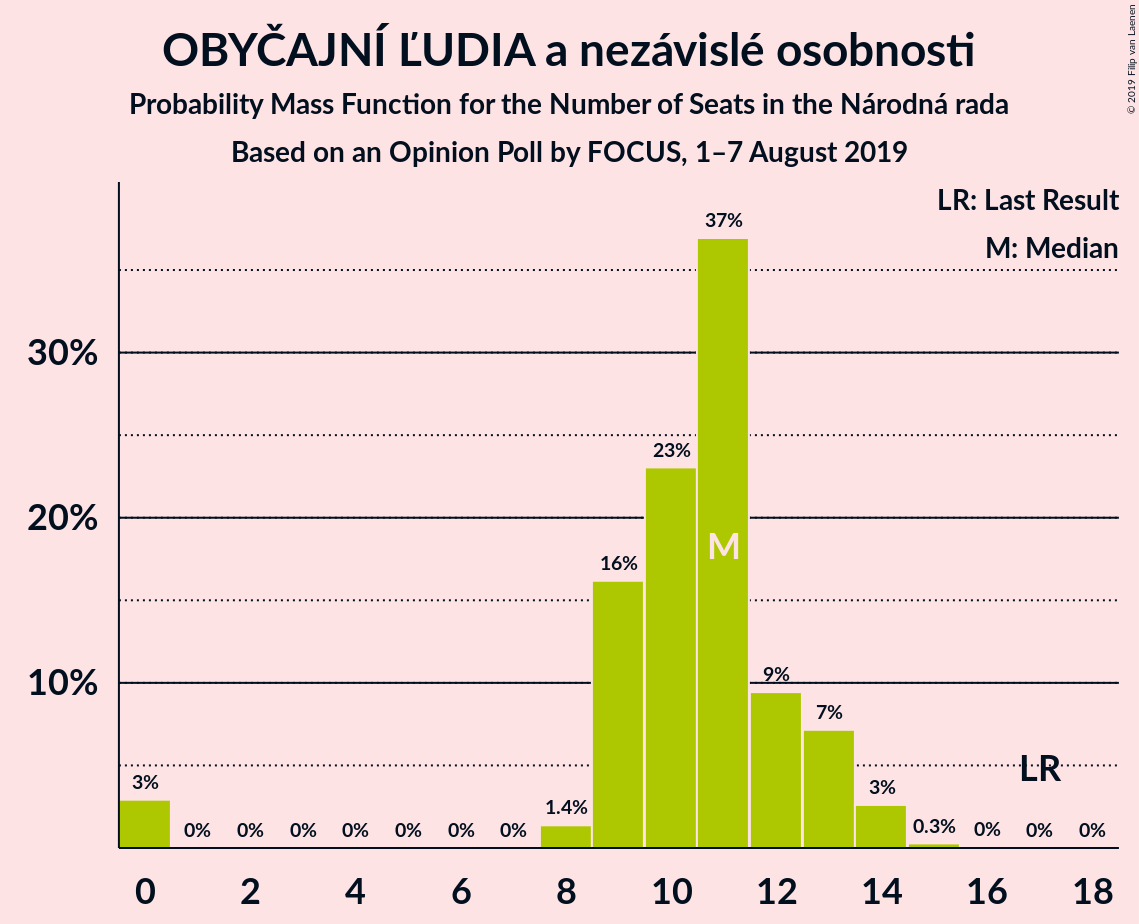 OBYČAJNÍ ĽUDIA a nezávislé osobnosti
Probability Mass Function for the Number of Seats in the Národná rada
Based on an Opinion Poll by FOCUS, 1–7 August 2019
© 2019 Filip van Laenen
LR: Last Result
M: Median
37%
30%
23%
20%
M
16%
10%
9%
7%
LR
3%
3%
1.4%
0.3%
0% 0% 0% 0% 0% 0% 0% 0% 0% 0%
0 2 4 6 8 10 12 14 16 18